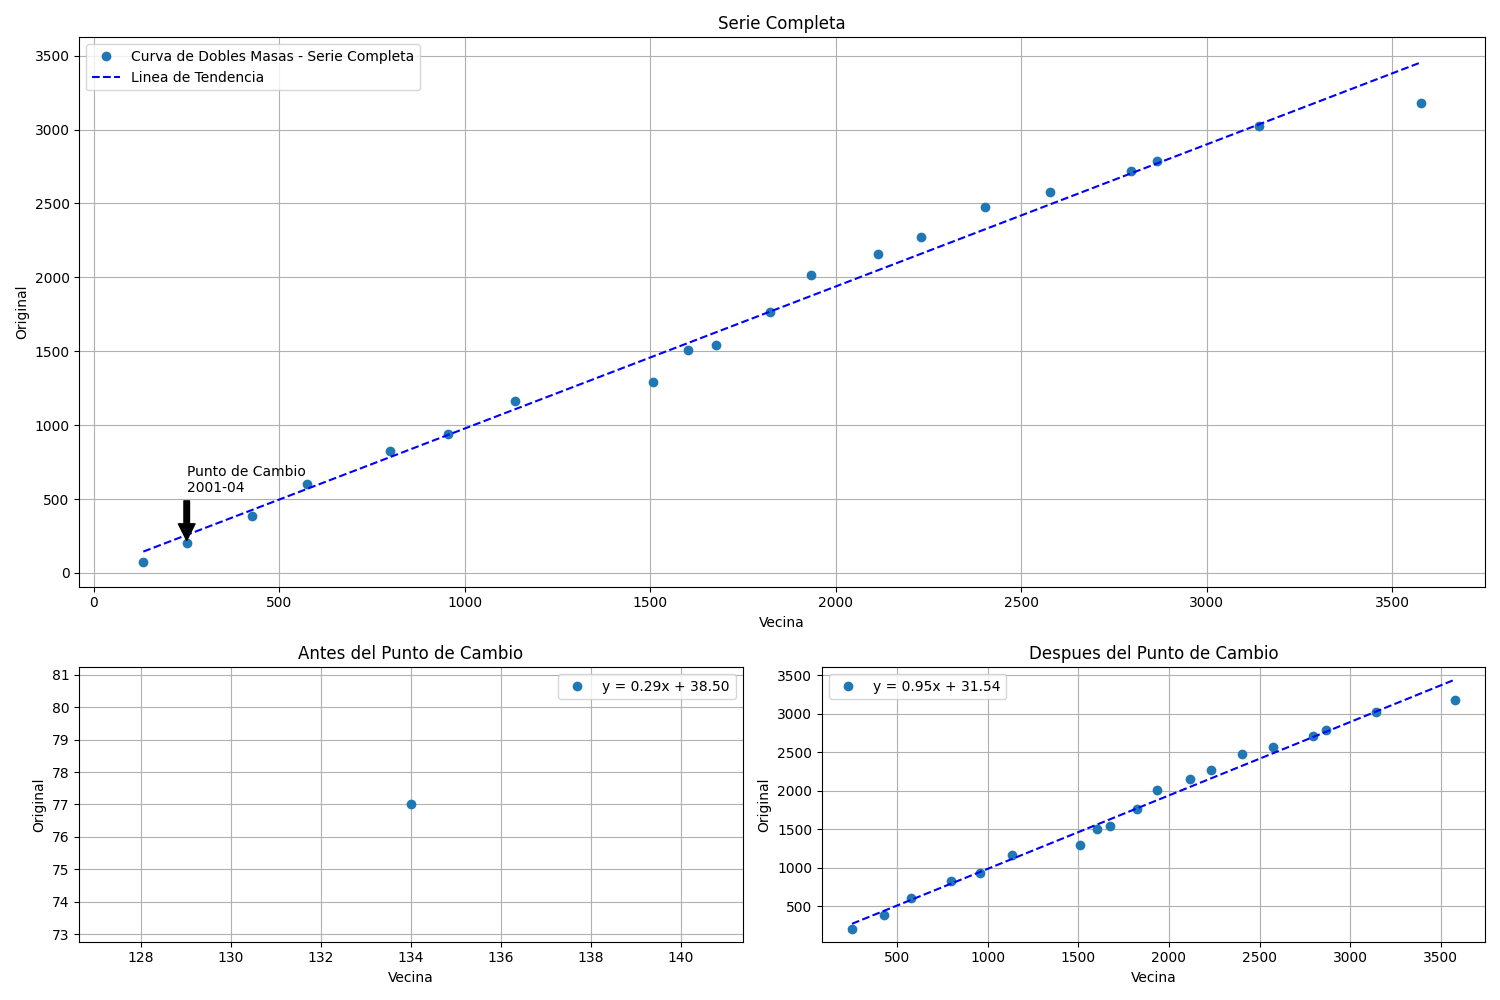 Serie Completa
Curva de Dobles Masas - Serie Completa
Linea de Tendencia
3500
3000
2500
2000
1500
1000
500
0
Original
Punto de Cambio
2001-04
0 500 1000 1500 2000 2500 3000 3500
Vecina
Antes del Punto de Cambio
y = 0.29x + 38.50
81
80
79
78
77
76
75
74
73
Original
128 130 132 134 136 138 140
Vecina
Despues del Punto de Cambio
y = 0.95x + 31.54
3500
3000
2500
2000
1500
1000
500
Original
500 1000 1500 2000 2500 3000 3500
Vecina